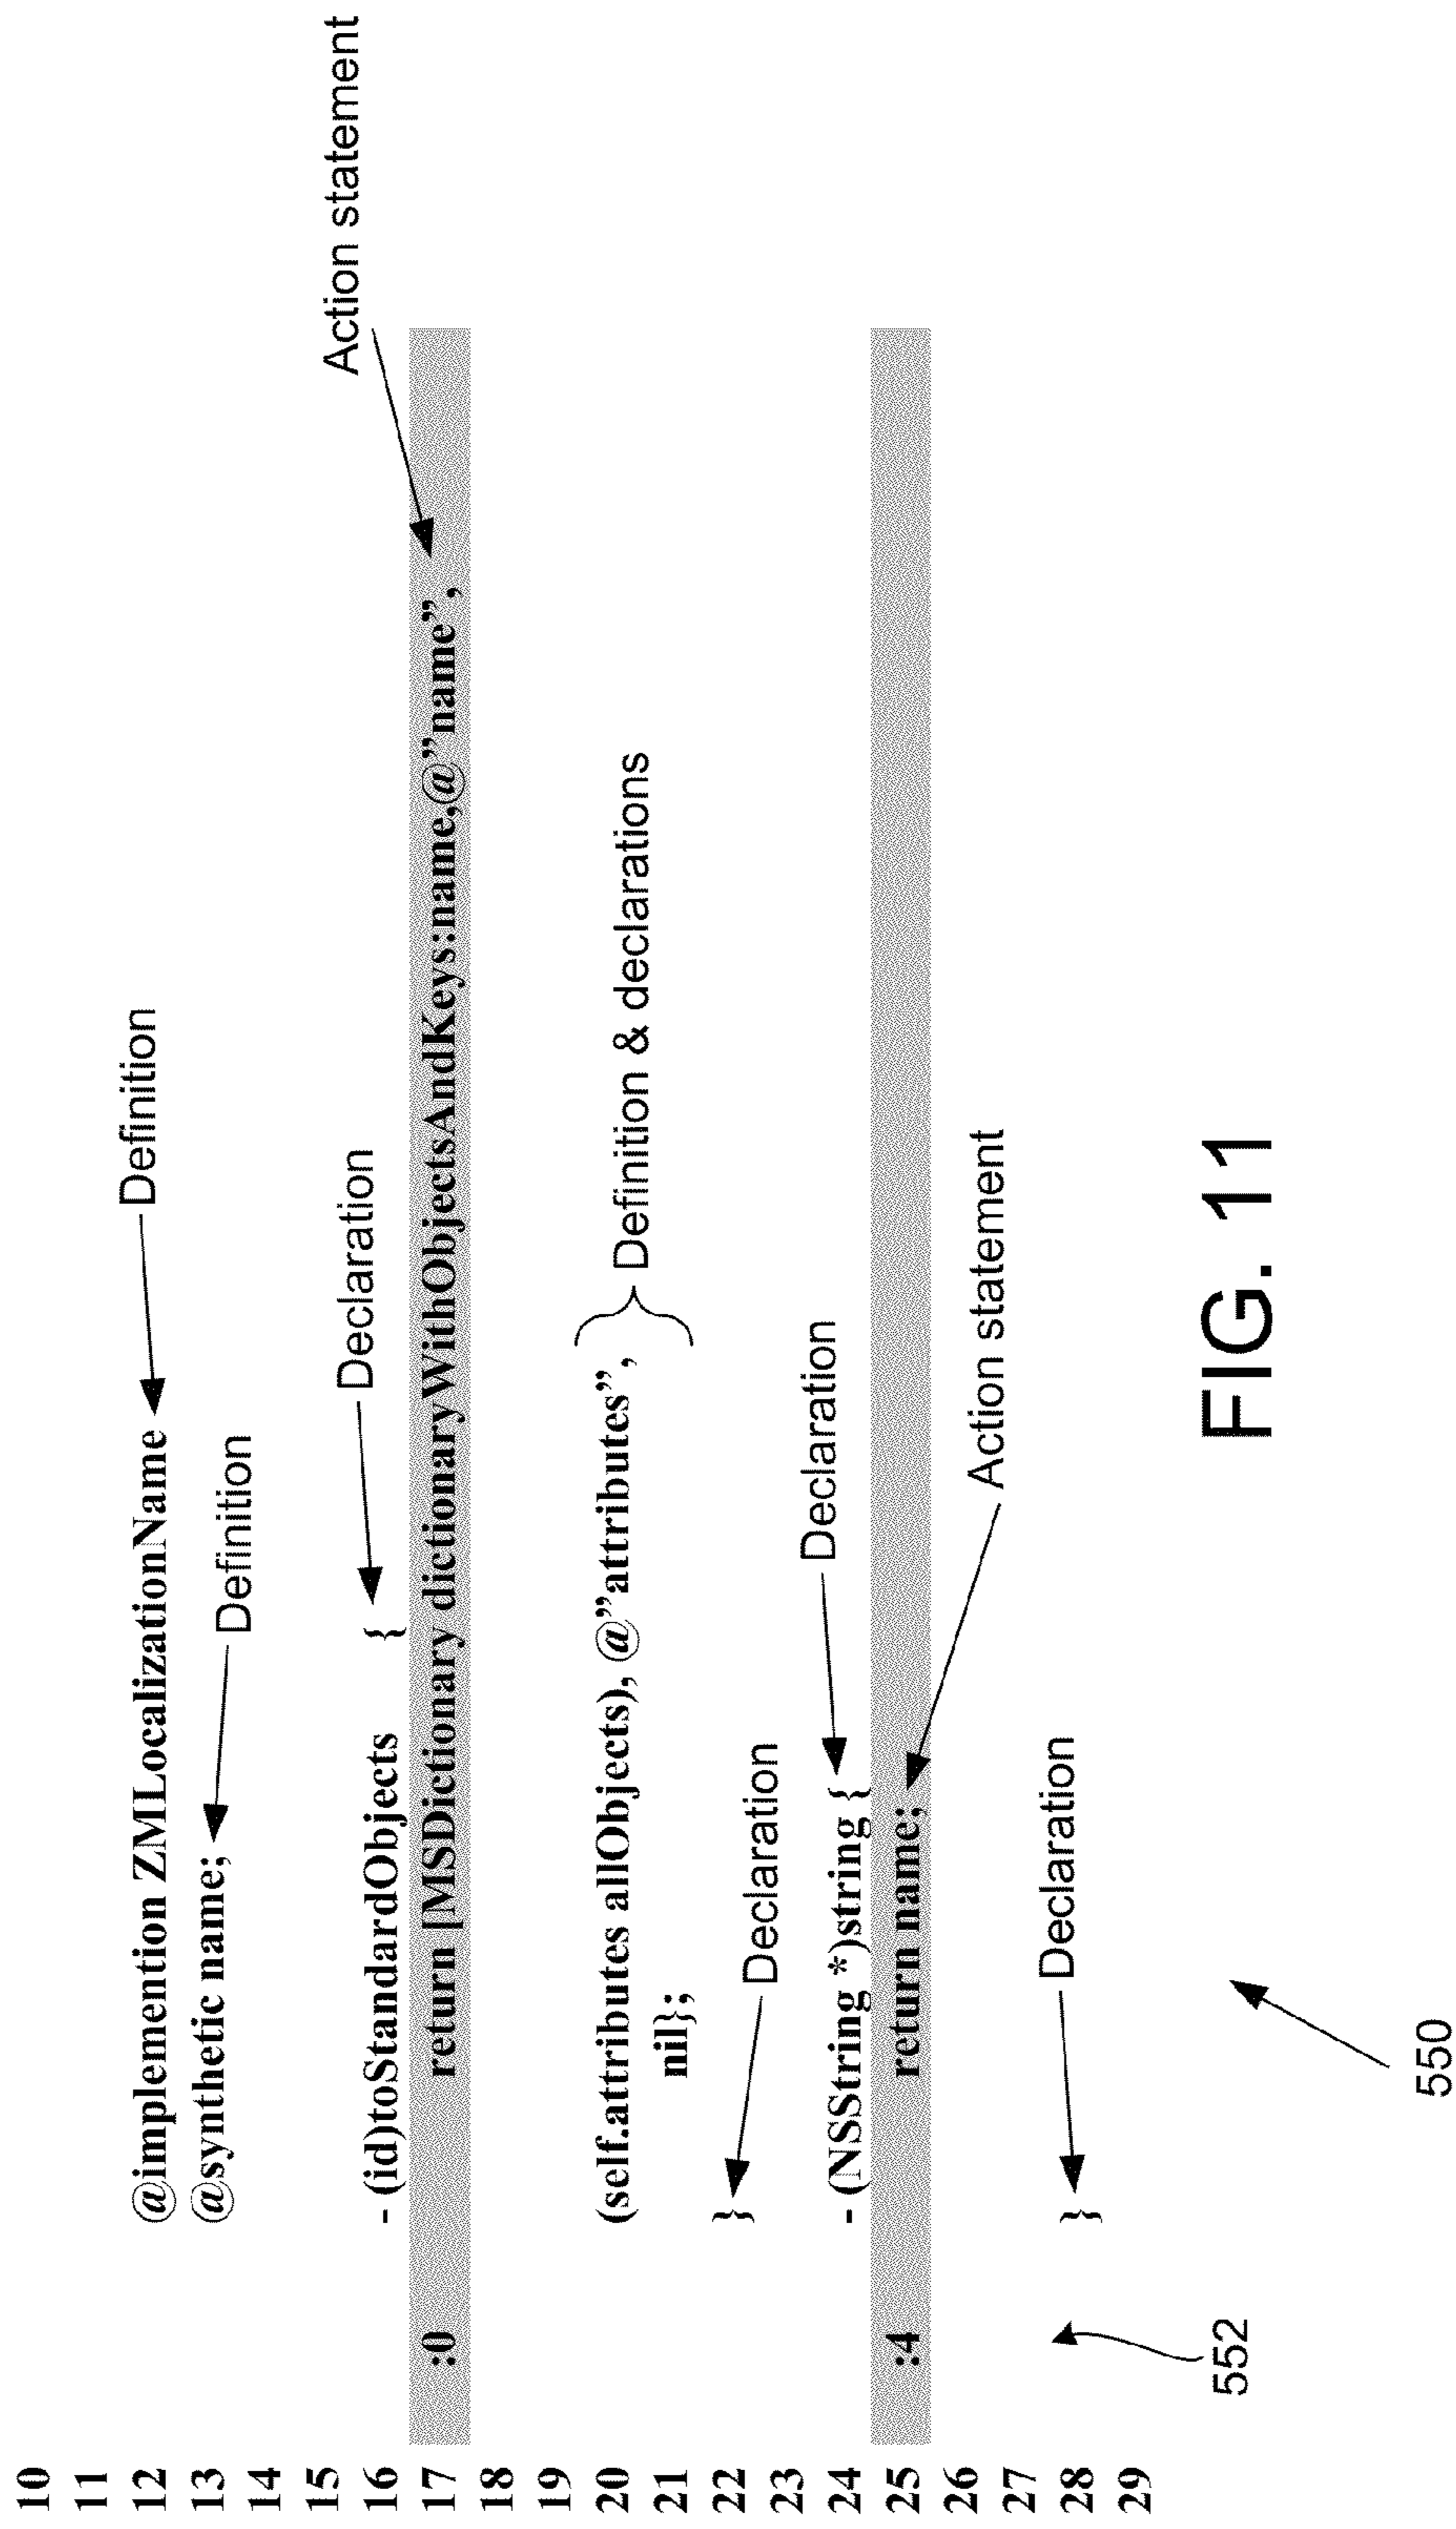 10
11
12 @implemention ZMLocalizationName Definition
13 @synthetic name; Definition
14
15
16 - (id)toStandardObjects { Declaration Action statement
17 :0 return [MSDictionary dictionaryWithObjectsAndKeys:name,@”name”,
18
19
20 (self.attributes allObjects), @”attributes”, Definition & declarations
21 nil};
22 } Declaration
23
24 - (NSString *)string { Declaration
25 :4 return name;
26 Action statement
27
28 } Declaration
29
552
550
FIG. 11